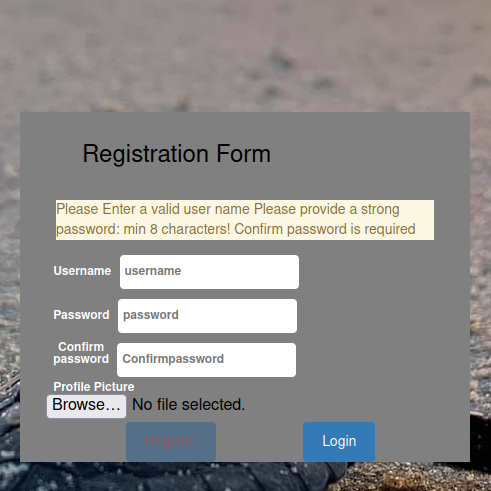 Registration Form
Please Enter a valid user name Please provide a strong
password: min 8 characters! Confirm password is required
Username username
Password password
Confirm
password Confirmpassword
Profile Picture
Browse... No file selected.
Register Login